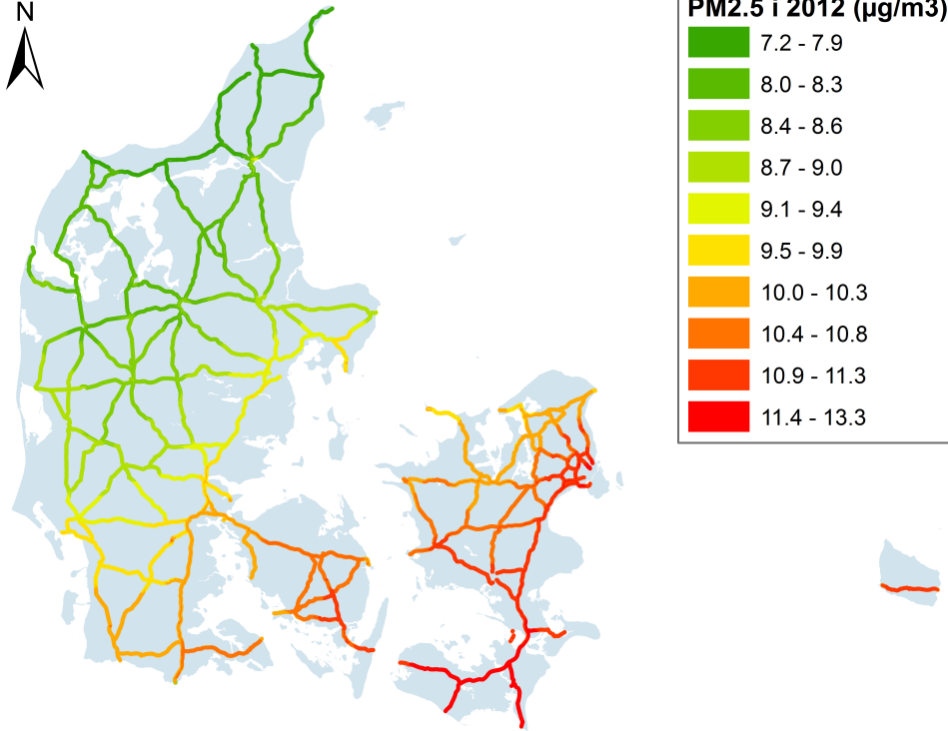 N
PM2.5 i 2012 (µg/m3)
7.2 - 7.9
8.0 - 8.3
8.4 - 8.6
8.7 - 9.0
9.1 - 9.4
9.5 - 9.9
10.0 - 10.3
10.4 - 10.8
10.9 - 11.3
11.4 - 13.3